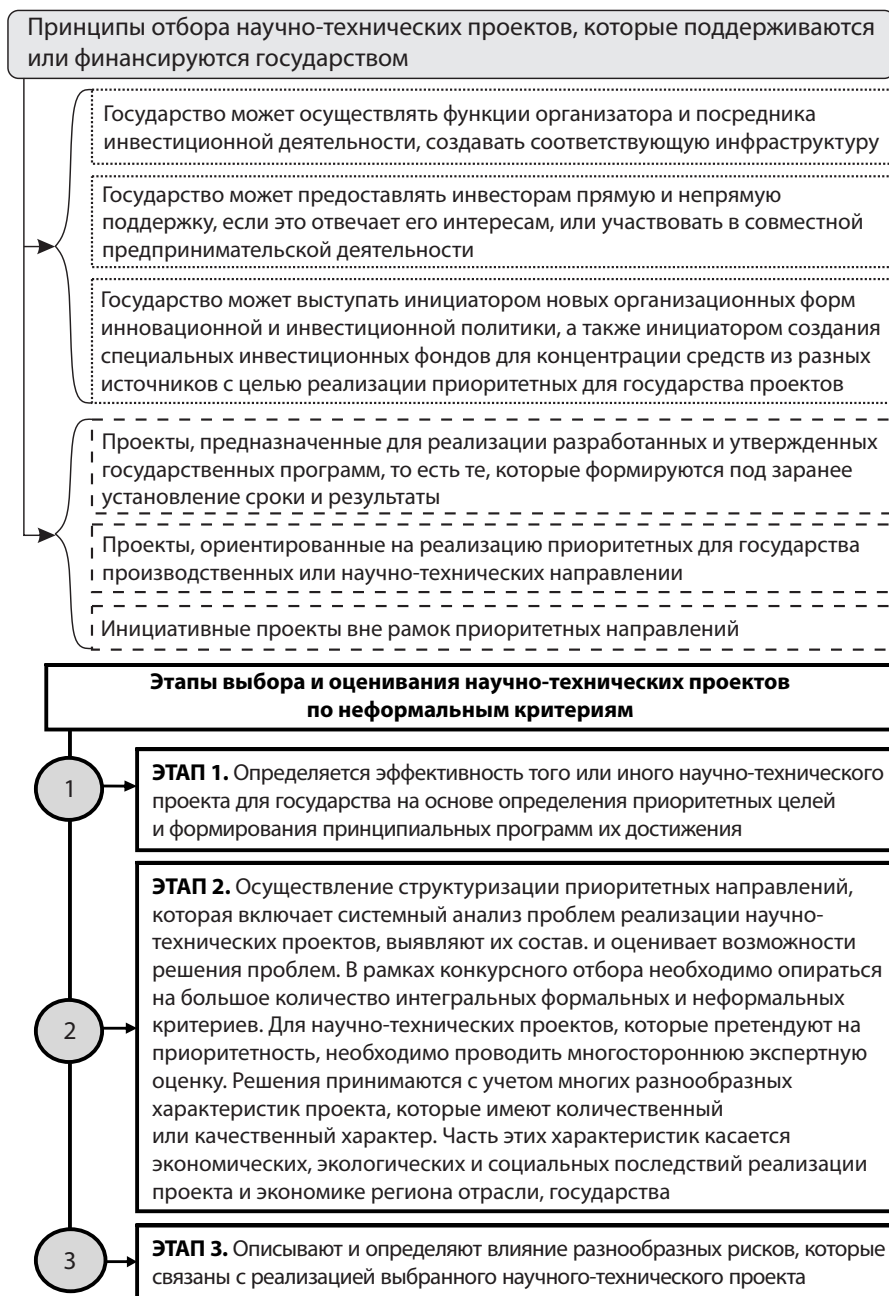 Принципы отбора научно-технических проектов, которые поддерживаются
или финансируются государством
Государство может осуществлять функции организатора и посредника
инвестиционной деятельности, создавать соответствующую инфраструктуру
Государство может предоставлять инвесторам прямую и непрямую
поддержку, если это отвечает его интересам, или участвовать в совместной
предпринимательской деятельности
Государство может выступать инициатором новых организационных форм
инновационной и инвестиционной политики, а также инициатором создания
специальных инвестиционных фондов для концентрации средств из разных
источников с целью реализации приоритетных для государства проектов
Проекты, предназначенные для реализации разработанных и утвержденных
государственных программ, то есть те, которые формируются под заранее
установление сроки и результаты
Проекты, ориентированные на реализацию приоритетных для государства
производственных или научно-технических направлении
Инициативные проекты вне рамок приоритетных направлений
Этапы выбора и оценивания научно-технических проектов
по неформальным критериям
1
ЭТАП 1. Определяется эффективность того или иного научно-технического
проекта для государства на основе определения приоритетных целей
и формирования принципиальных программ их достижения
2
ЭТАП 2. Осуществление структуризации приоритетных направлений,
которая включает системный анализ проблем реализации научно-
технических проектов, выявляют их состав. и оценивает возможности
решения проблем. В рамках конкурсного отбора необходимо опираться
на большое количество интегральных формальных и неформальных
критериев. Для научно-технических проектов, которые претендуют на
приоритетность, необходимо проводить многостороннюю экспертную
оценку. Решения принимаются с учетом многих разнообразных
характеристик проекта, которые имеют количественный
или качественный характер. Часть этих характеристик касается
экономических, экологических и социальных последствий реализации
проекта и экономике региона отрасли, государства
3
ЭТАП 3. Описывают и определяют влияние разнообразных рисков, которые
связаны с реализацией выбранного научного-технического проекта